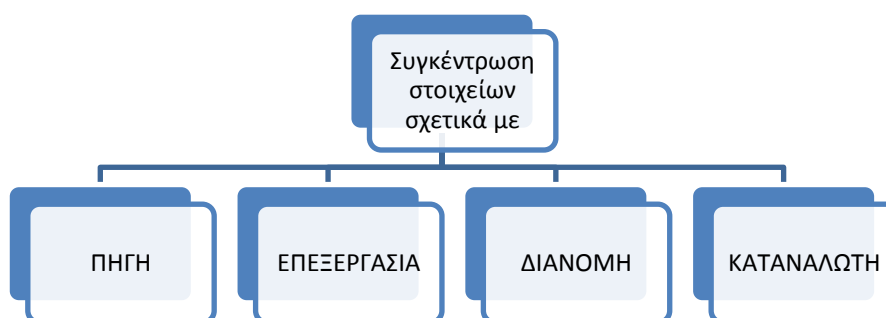 Συγκέντρωση
στοιχείων
σχετικά με
ΠΗΓΗ
ΕΠΕΞΕΡΓΑΣΙΑ
ΔΙΑΝΟΜΗ
ΚΑΤΑΝΑΛΩΤΗ